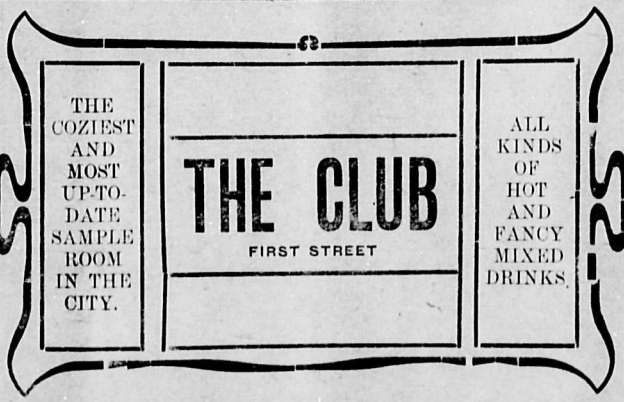 THE
COZIEST
AND
MOST
UP-TO-
DATE
SAMPLE
ROOM
IN THE
CITY.
THE CLUB
FIRST STREET
ALL
KINDS
OF
HOT
AND
FANCY
MIXED
DRINKS.